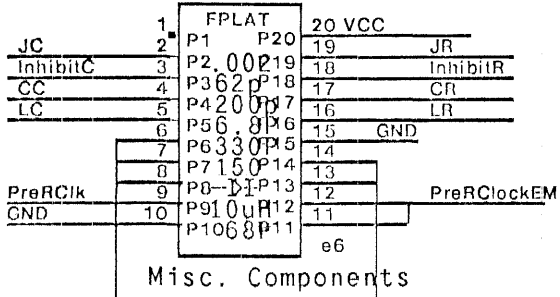 FPLAT
1 P1 P20 20 VCC
JC 2 P2 .002 P19 19 JR
InhibitC 3 P3 62p P18 18 InhibitR
CC 4 P4 200p P17 17 CR
LC 5 P5 6.8P P16 16 LR
6 P6 330P P15 15 GND
7 P7 150 P14 14
8 P8 P13 13
PreRClk 9 P9 10uH P12 12 PreRClockEM
GND 10 P10 68P P11 11
e6
Misc. Components